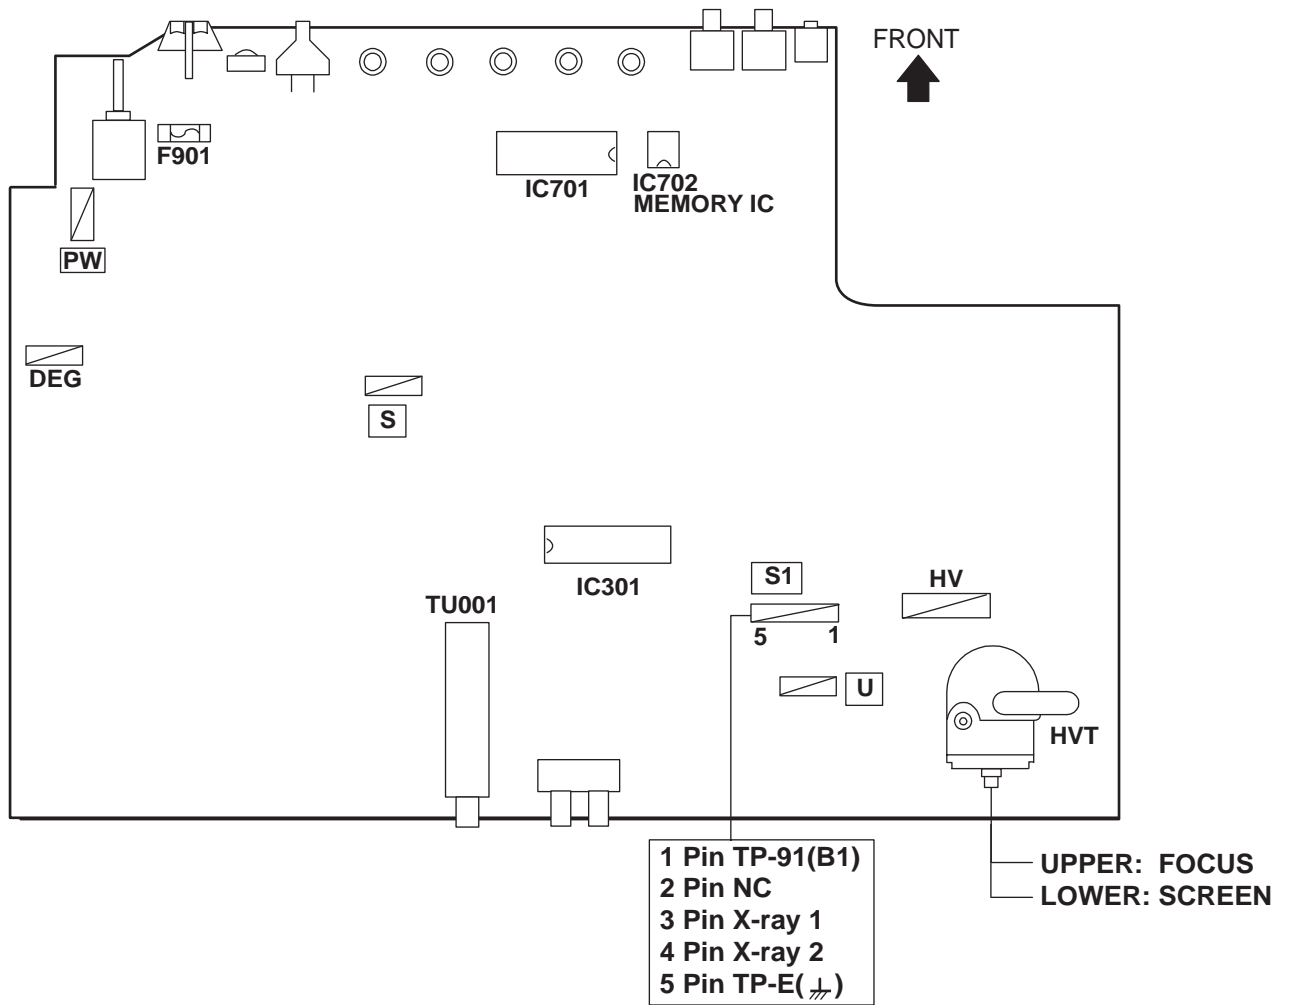 FRONT
F901
IC701
IC702
MEMORY IC
PW
DEG
S
IC301
S1
HV
TU001
5
1
U
HVT
1 Pin TP-91(B1)
2 Pin NC
3 Pin X-ray 1
4 Pin X-ray 2
5 Pin TP-E( )
UPPER: FOCUS
LOWER: SCREEN